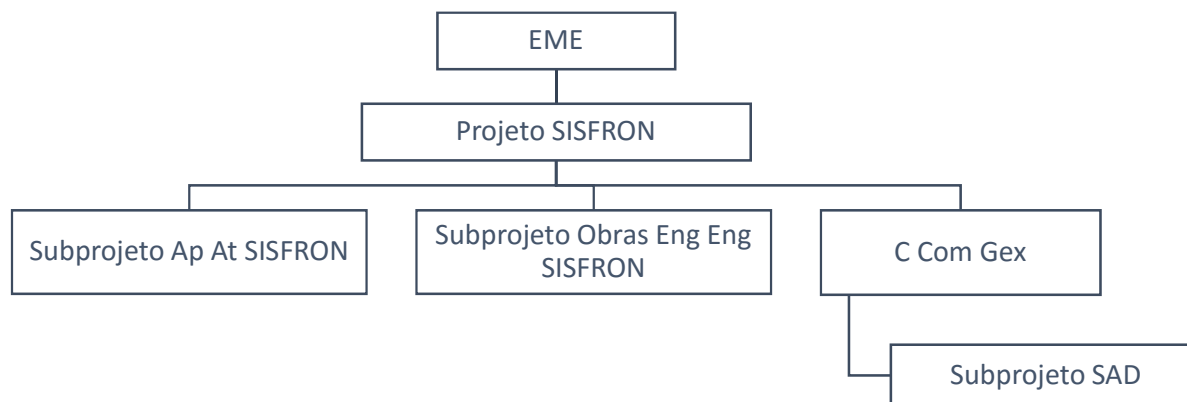 EME
Projeto SISFRON
Subprojeto Ap At SISFRON
Subprojeto Obras Eng Eng
SISFRON
C Com Gex
Subprojeto SAD